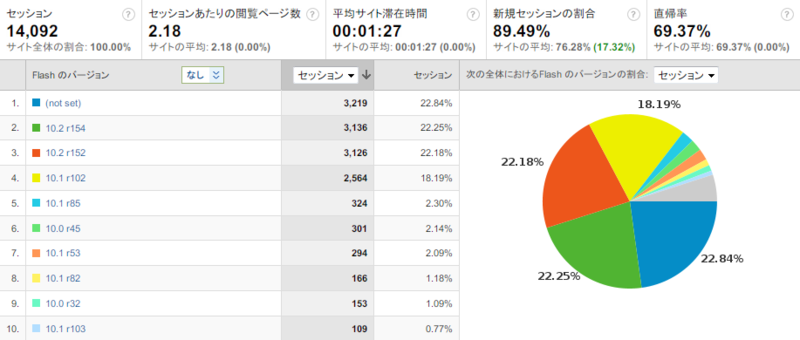 セッション
14,092
サイト全体の割合: 100.00%
セッションあたりの閲覧ページ数
2.18
サイトの平均: 2.18 (0.00%)
平均サイト滞在時間
00:01:27
サイトの平均: 00:01:27 (0.00%)
新規セッションの割合
89.49%
サイトの平均: 76.28% (17.32%)
直帰率
69.37%
サイトの平均: 69.37% (0.00%)
Flash のバージョン なし セッション セッション
次の全体におけるFlash のバージョンの割合: セッション
1. (not set) 3,219 22.84%
2. 10.2 r154 3,136 22.25%
3. 10.2 r152 3,126 22.18%
4. 10.1 r102 2,564 18.19%
5. 10.1 r85 324 2.30%
6. 10.0 r45 301 2.14%
7. 10.1 r53 294 2.09%
8. 10.1 r82 166 1.18%
9. 10.0 r32 153 1.09%
10. 10.1 r103 109 0.77%
18.19%
22.18%
22.84%
22.25%